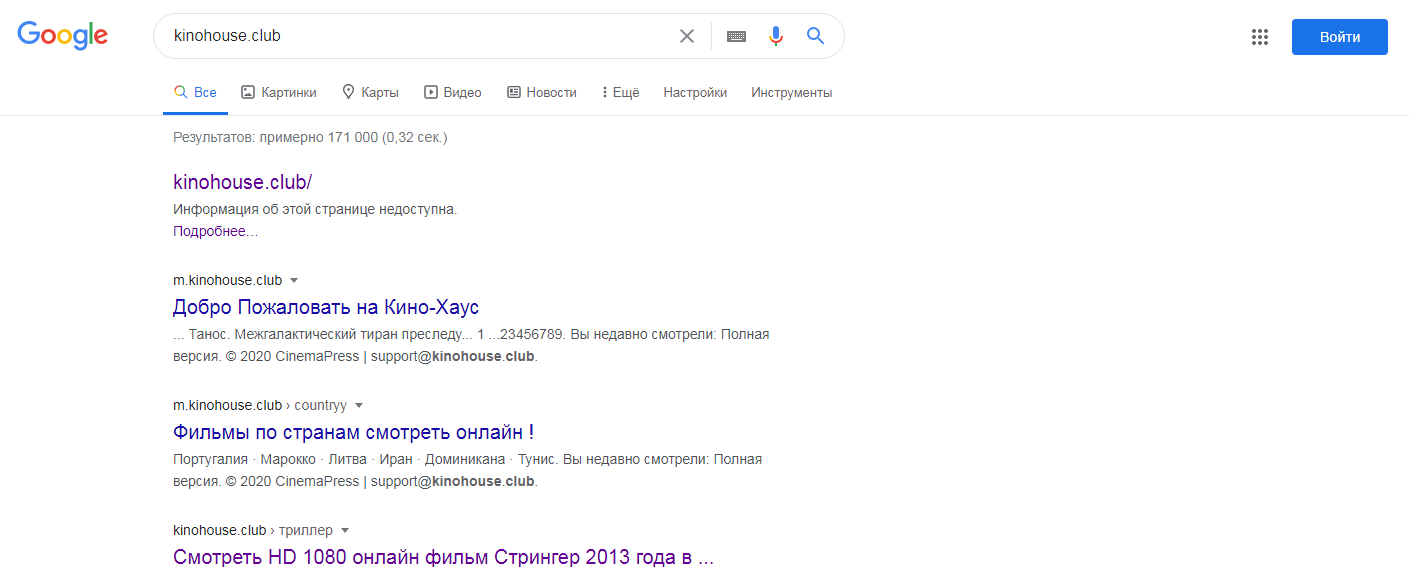 Google
kinohouse.club
Войти
Все Картинки Карты Видео Новости Ещё Настройки Инструменты
Результатов: примерно 171 000 (0,32 сек.)
kinohouse.club/
Информация об этой странице недоступна.
Подробнее…
m.kinohouse.club
Добро Пожаловать на Кино-Хаус
... Танос. Межгалактический тиран преследу... 1 ...23456789. Вы недавно смотрели: Полная
версия. © 2020 CinemaPress | support@kinohouse.club.
m.kinohouse.club › countryy
Фильмы по странам смотреть онлайн !
Португалия · Марокко · Литва · Иран · Доминикана · Тунис. Вы недавно смотрели: Полная
версия. © 2020 CinemaPress | support@kinohouse.club.
kinohouse.club › триллер
Смотреть HD 1080 онлайн фильм Стрингер 2013 года в ...